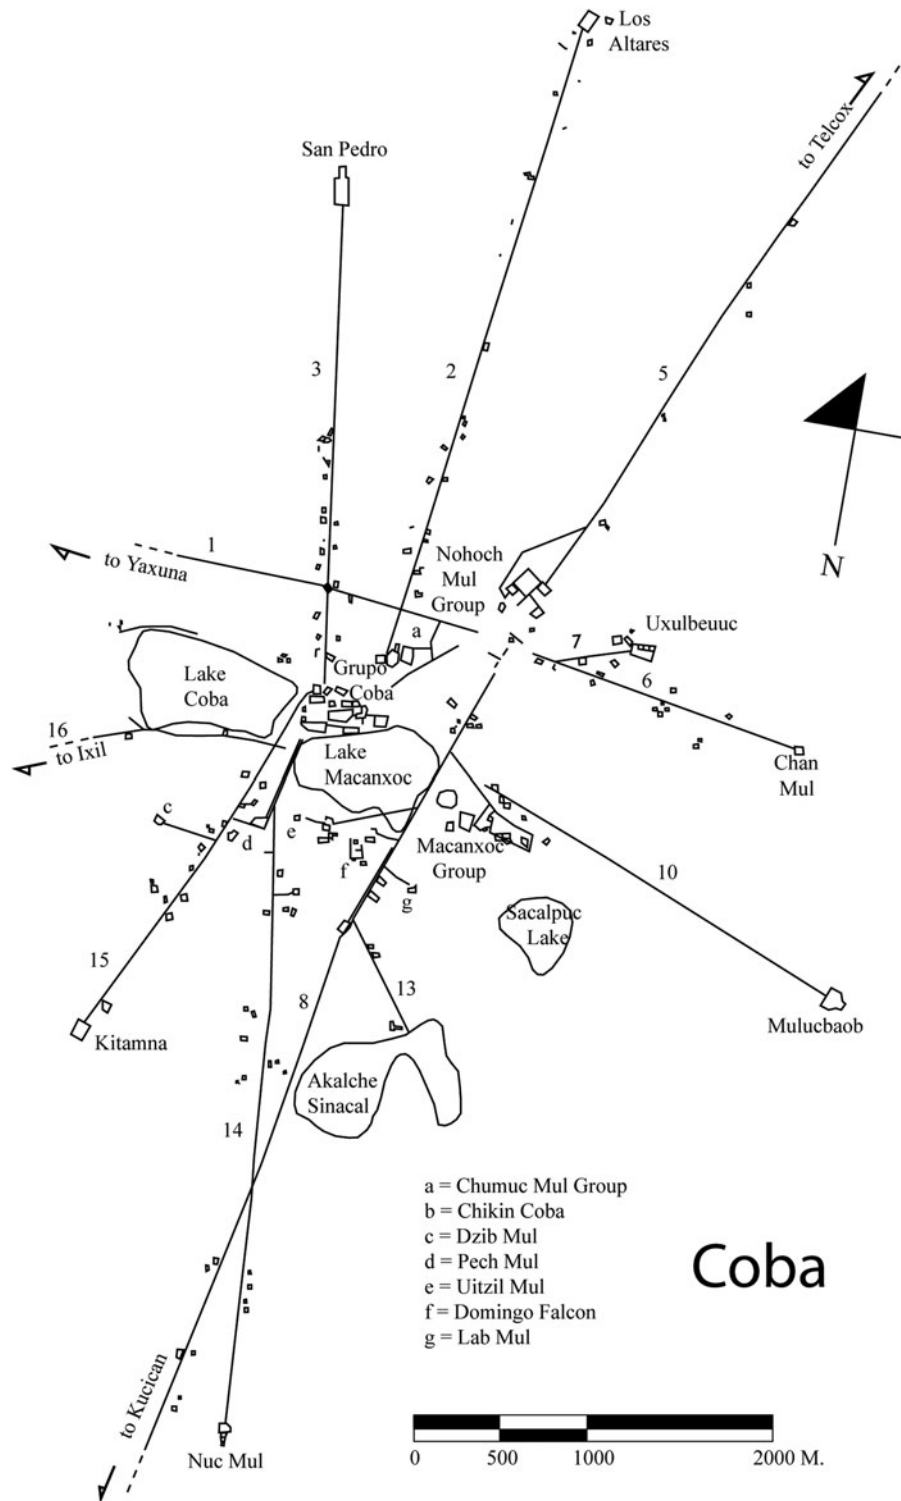 Los
Altares
San Pedro
to Telcox
3
2
5
1
to Yaxuna
Nohoch
Mul
Group
N
a
7
Uxulbeuuc
Lake
Coba
Grupo
Coba
6
16
to Ixil
Lake
Macanxoc
Chan
Mul
c
d
e
f
g
Macanxoc
Group
10
Sacalpuc
Lake
15
8
13
Kitamna
Mulucbaob
Akalche
Sinacal
14
a = Chumuc Mul Group
b = Chikin Coba
c = Dzib Mul
d = Pech Mul
e = Uitzil Mul
f = Domingo Falcon
g = Lab Mul
Coba
to Kucican
Nuc Mul
0 500 1000 2000 M.